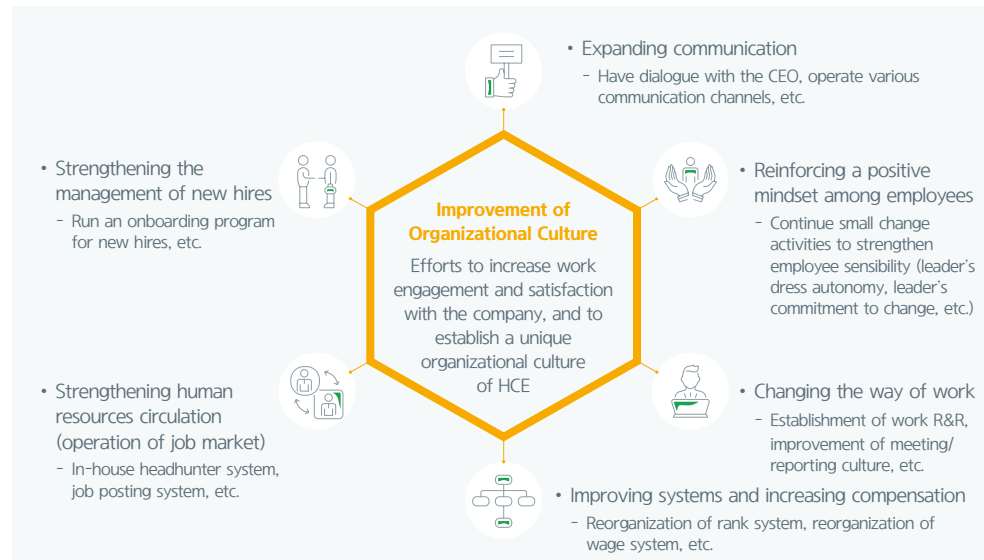 • Expanding communication
- Have dialogue with the CEO, operate various
communication channels, etc.
• Strengthening the
management of new hires
- Run an onboarding program
for new hires, etc.
• Reinforcing a positive
mindset among employees
- Continue small change
activities to strengthen
employee sensibility (leader's
dress autonomy, leader's
commitment to change, etc.)
Improvement of
Organizational Culture
Efforts to increase work
engagement and satisfaction
with the company, and to
establish a unique
organizational culture
of HCE
• Strengthening human
resources circulation
(operation of job market)
- In-house headhunter system,
job posting system, etc.
• Changing the way of work
- Establishment of work R&R,
improvement of meeting/
reporting culture, etc.
• Improving systems and increasing compensation
- Reorganization of rank system, reorganization of
wage system, etc.